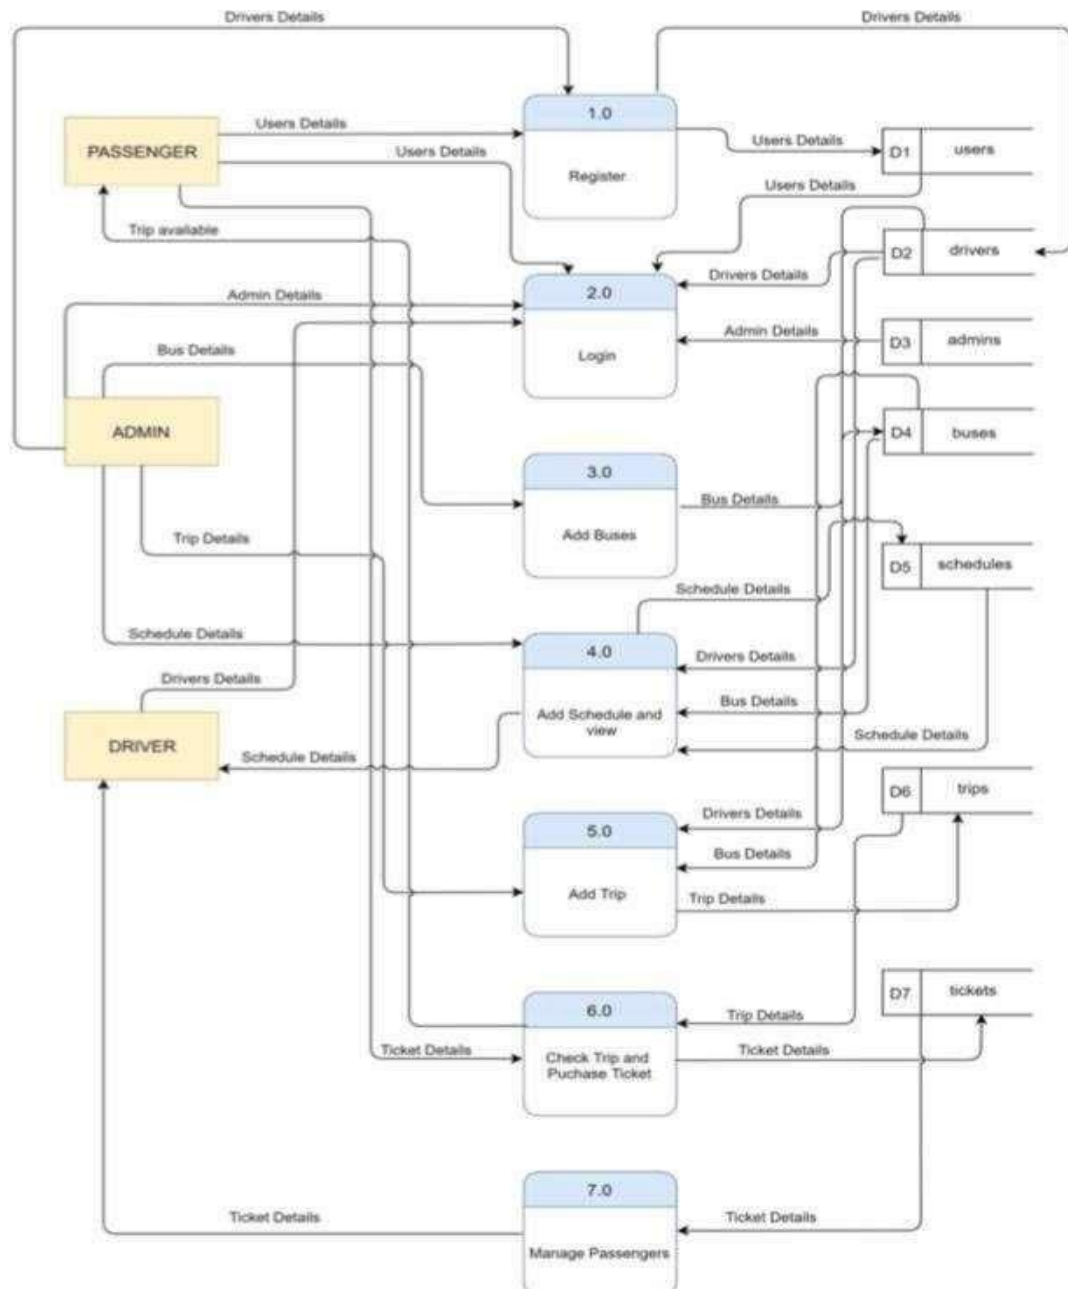 Drivers Details
Drivers Details
1.0
Register
PASSENGER
Users Details
Users Details
Users Details
D1
users
Users Details
Trip available
D2
drivers
Drivers Details
2.0
Login
Admin Details
Admin Details
D3
admins
Bus Details
ADMIN
D4
buses
3.0
Add Buses
Bus Details
Trip Details
D5
schedules
Schedule Details
Schedule Details
4.0
Add Schedule and
view
Drivers Details
Drivers Details
Bus Details
DRIVER
Schedule Details
Schedule Details
D6
trips
5.0
Add Trip
Drivers Details
Bus Details
Trip Details
D7
tickets
6.0
Check Trip and
Puchase Ticket
Trip Details
Ticket Details
Ticket Details
7.0
Manage Passengers
Ticket Details
Ticket Details